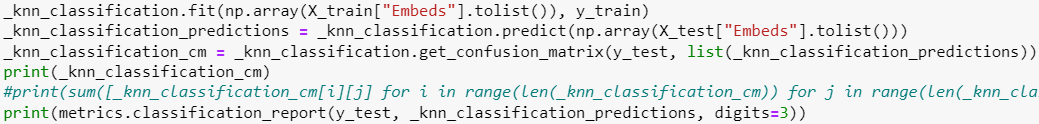 _knn_classification.fit(np.array(X_train["Embeds"].tolist()), y_train)
_knn_classification_predictions = _knn_classification.predict(np.array(X_test["Embeds"].tolist()))
_knn_classification_cm = _knn_classification.get_confusion_matrix(y_test, list(_knn_classification_predictions))
print(_knn_classification_cm)
#print(sum([_knn_classification_cm[i][j] for i in range(len(_knn_classification_cm)) for j in range(len(_knn_cla
print(metrics.classification_report(y_test, _knn_classification_predictions, digits=3))